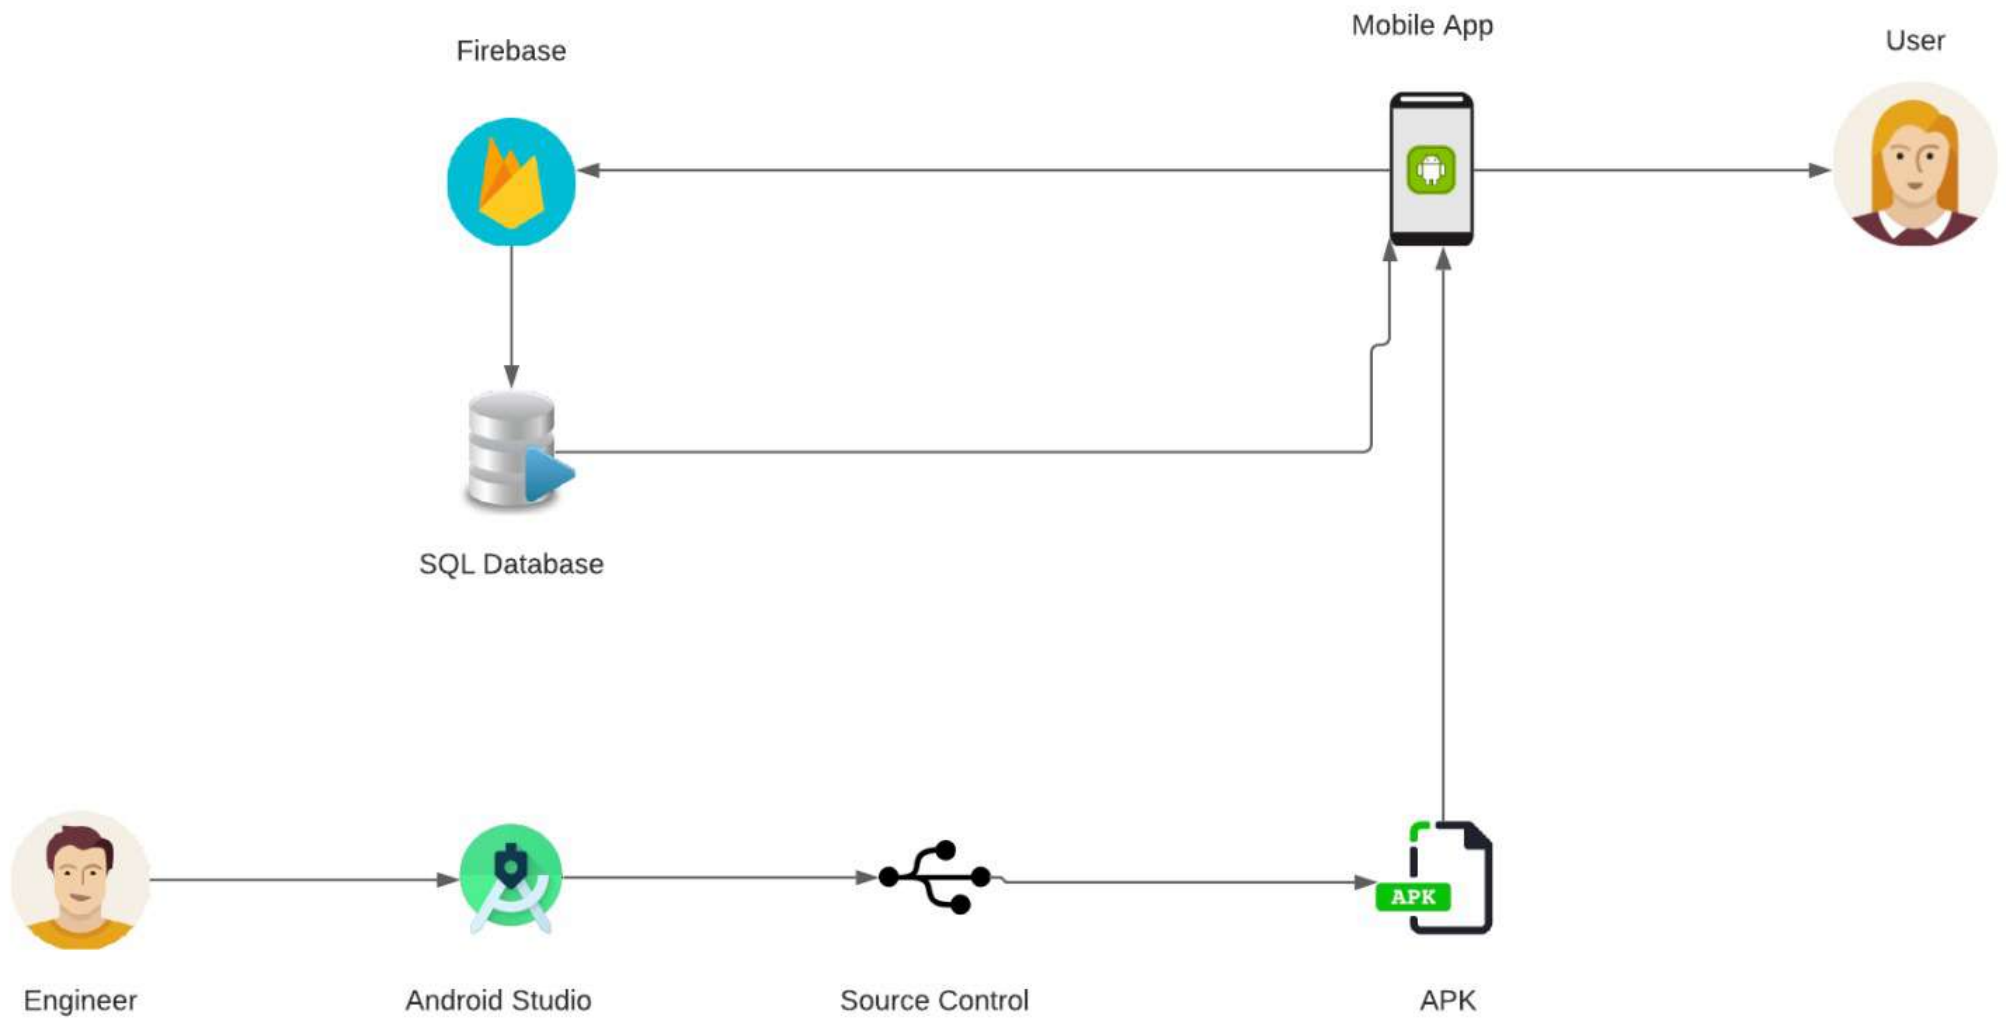 Mobile App
User
Firebase
SQL Database
APK
Engineer
Android Studio
Source Control
APK